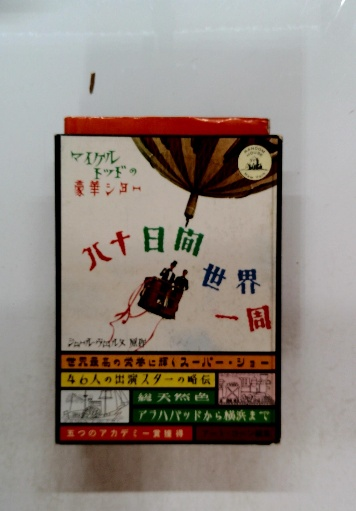 マイケル
トッドの
豪華ショー
八十日間
世界
一周
ジュール・ヴェルヌ 原作
世界最高の栄誉に輝くスーパー・ショー
46人の出演スターの略伝
総天然色
アラハバッドから横浜まで
五つのアカデミー賞獲得